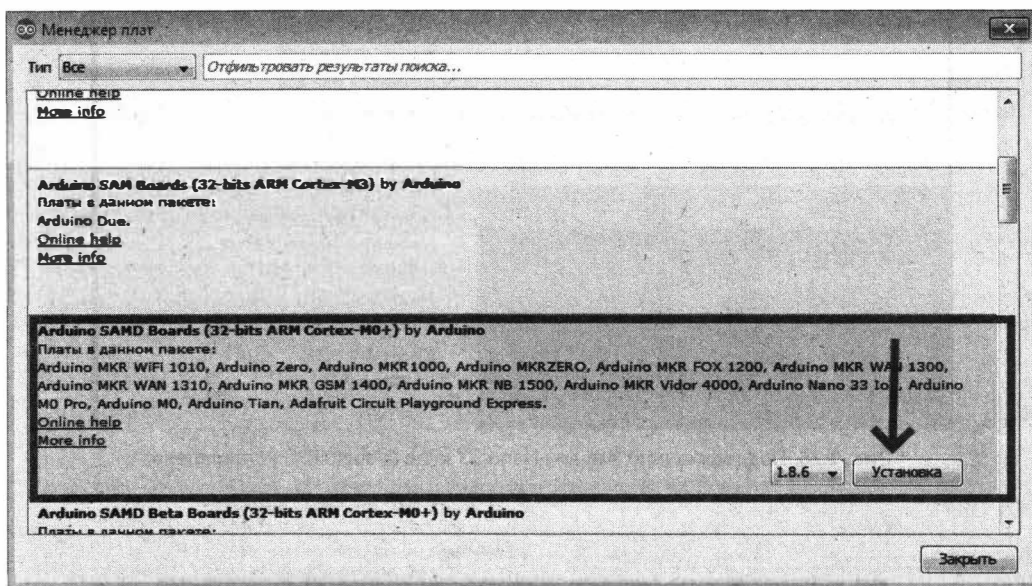 Менеджер плат
Тип Все Отфильтровать результаты поиска...
Online help
More info
Arduino SAM Boards (32-bits ARM Cortex-M3) by Arduino
Платы в данном пакете:
Arduino Due.
Online help
More info
Arduino SAMD Boards (32-bits ARM Cortex-M0+) by Arduino
Платы в данном пакете:
Arduino MKR WiFi 1010, Arduino Zero, Arduino MKR1000, Arduino MKRZERO, Arduino MKR FOX 1200, Arduino MKR WAN 1300,
Arduino MKR WAN 1310, Arduino MKR GSM 1400, Arduino MKR NB 1500, Arduino MKR Vidor 4000, Arduino Nano 33 IoT, Arduino
M0 Pro, Arduino M0, Arduino Tian, Adafruit Circuit Playground Express.
Online help
More info
1.8.6 Установка
Arduino SAMD Beta Boards (32-bits ARM Cortex-M0+) by Arduino
Платы в данном пакете:
Закрыть